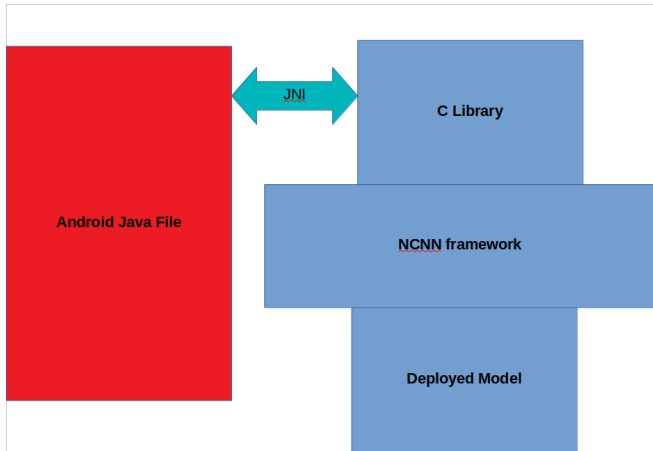 JNI
C Library
Android Java File
NCNN framework
Deployed Model